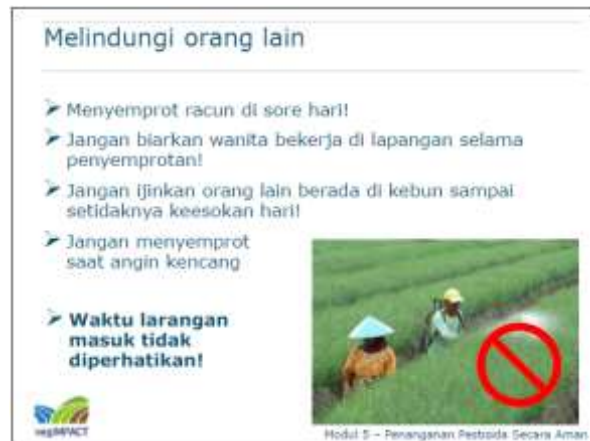 Melindungi orang lain
➢ Menyemprot racun di sore hari!
➢ Jangan biarkan wanita bekerja di lapangan selama
penyemprotan!
➢ Jangan ijinkan orang lain berada di kebun sampai
setidaknya keesokan hari!
➢ Jangan menyemprot
saat angin kencang
➢ Waktu larangan
masuk tidak
diperhatikan!
vegIMPACT
Modul 5 – Penanganan Pestisida Secara Aman